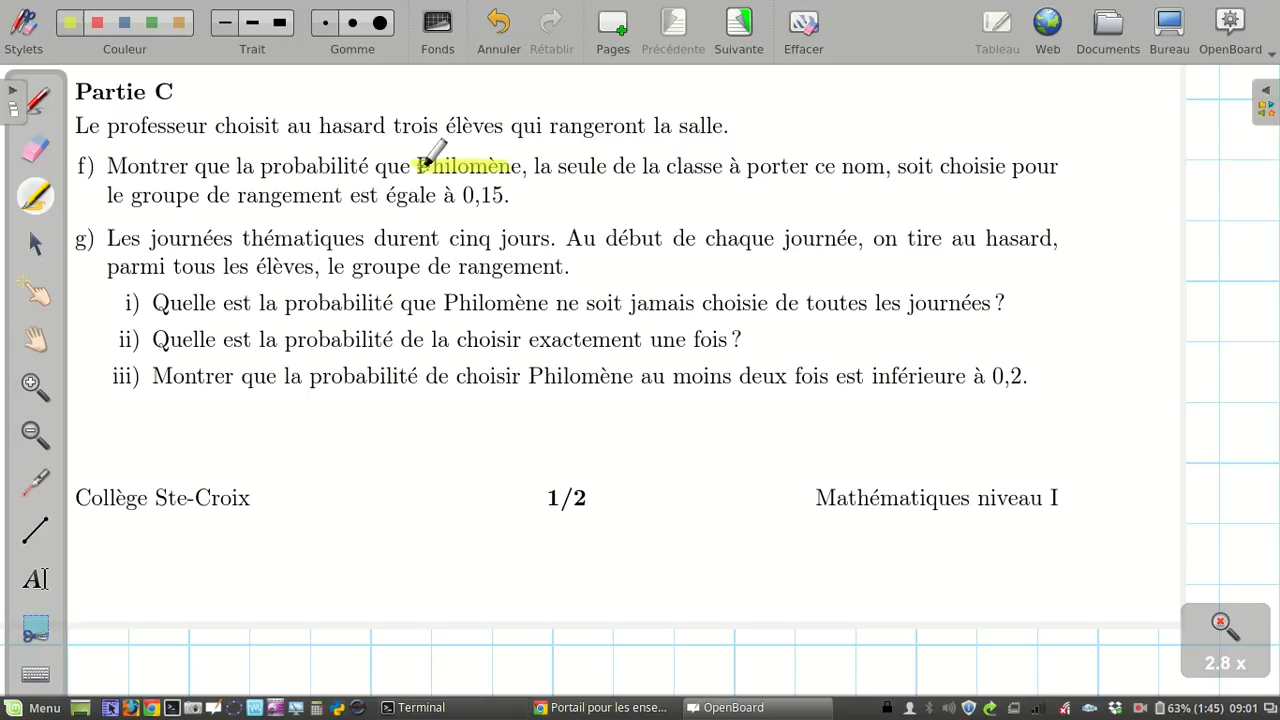 Stylets Couleur Trait Gomme Fonds Annuler Rétablir Pages Précédente Suivante Effacer Tableau Web Documents Bureau OpenBoard
Partie C
Le professeur choisit au hasard trois élèves qui rangeront la salle.
f) Montrer que la probabilité que Philomène, la seule de la classe à porter ce nom, soit choisie pour
le groupe de rangement est égale à 0,15.
g) Les journées thématiques durent cinq jours. Au début de chaque journée, on tire au hasard,
parmi tous les élèves, le groupe de rangement.
i) Quelle est la probabilité que Philomène ne soit jamais choisie de toutes les journées ?
ii) Quelle est la probabilité de la choisir exactement une fois ?
iii) Montrer que la probabilité de choisir Philomène au moins deux fois est inférieure à 0,2.
Collège Ste-Croix 1/2 Mathématiques niveau I
A
2.8 x
Menu Terminal Portail pour les ense... OpenBoard 63% (1:45) 09:01